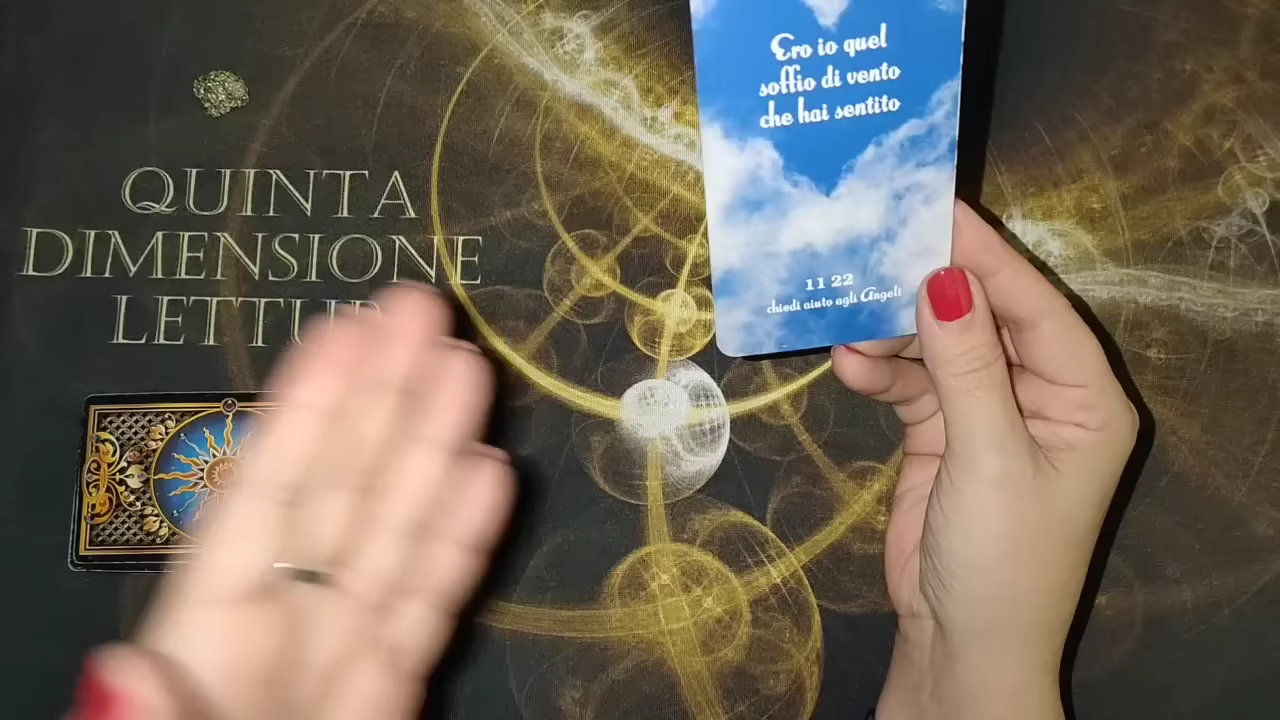 QUINTA
DIMENSIONE
Ero io quel
soffio di vento
che hai sentito
11 22
chiedi aiuto agli Angeli